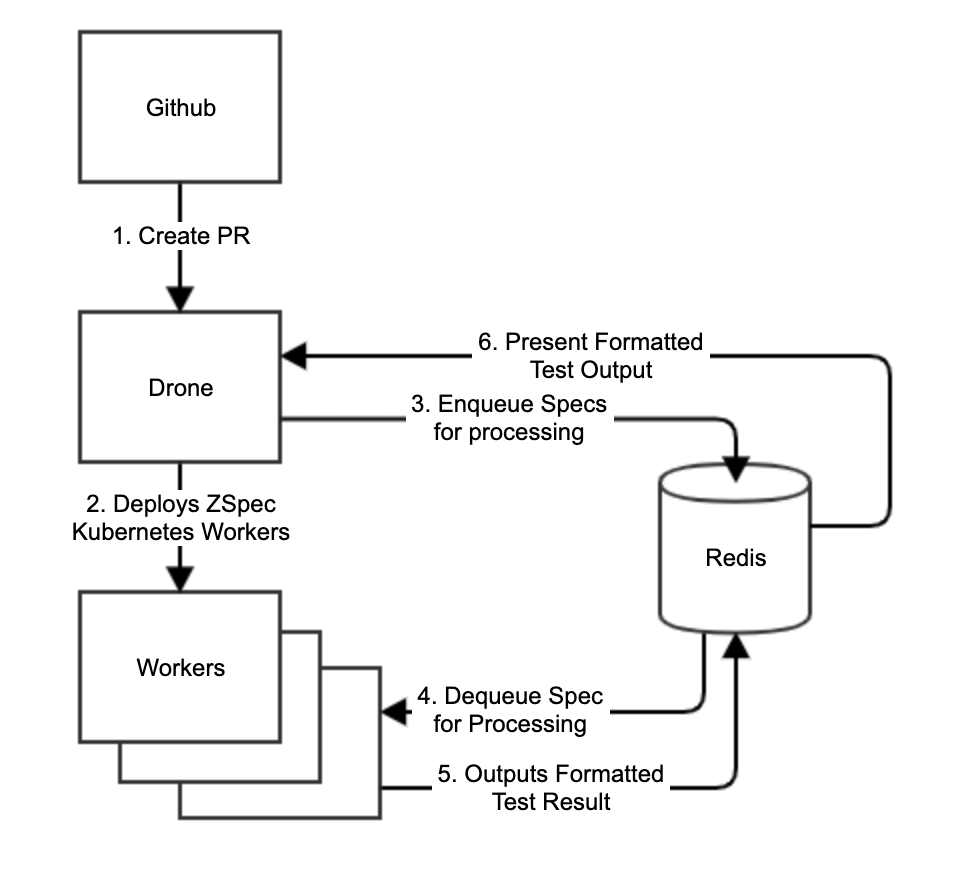 Github
1. Create PR
6. Present Formatted
Test Output
Drone
3. Enqueue Specs
for processing
2. Deploys ZSpec
Kubernetes Workers
Redis
Workers
4. Dequeue Spec
for Processing
5. Outputs Formatted
Test Result